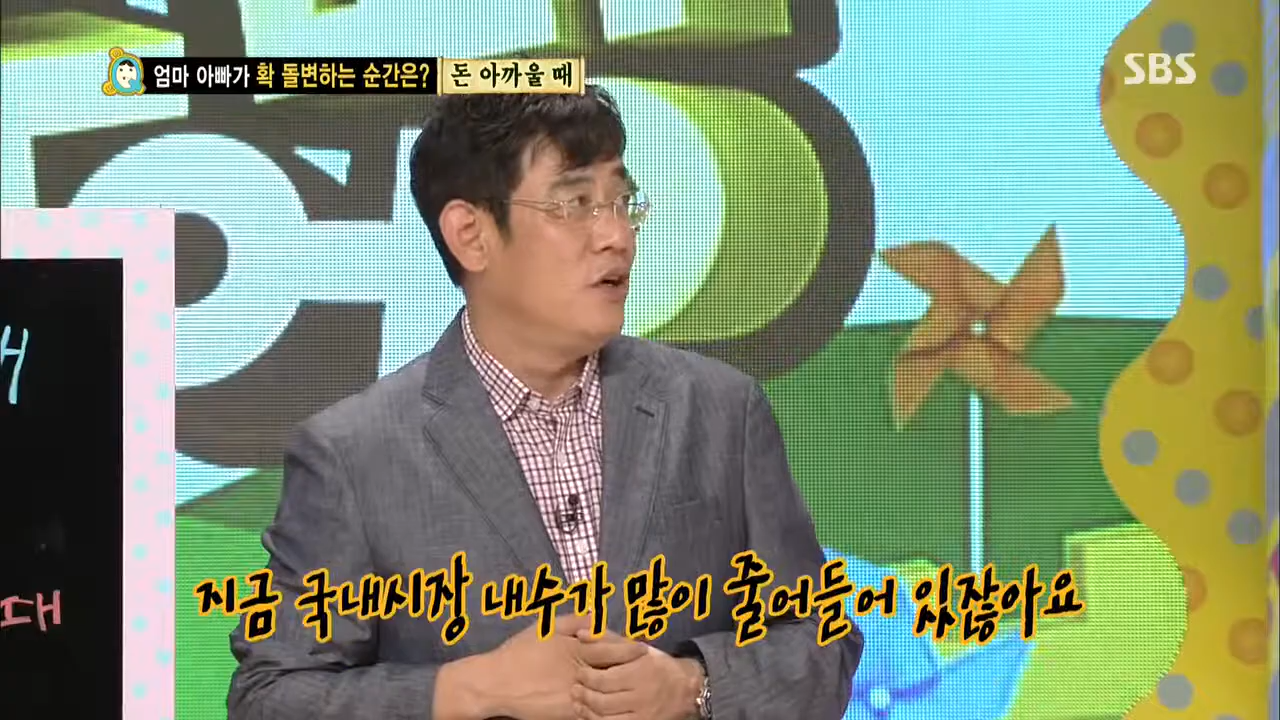 엄마 아빠가 확 돌변하는 순간은? 돈 아까울 때
SBS
대
지금 국내시장 내수가 많이 줄어들어 있잖아요